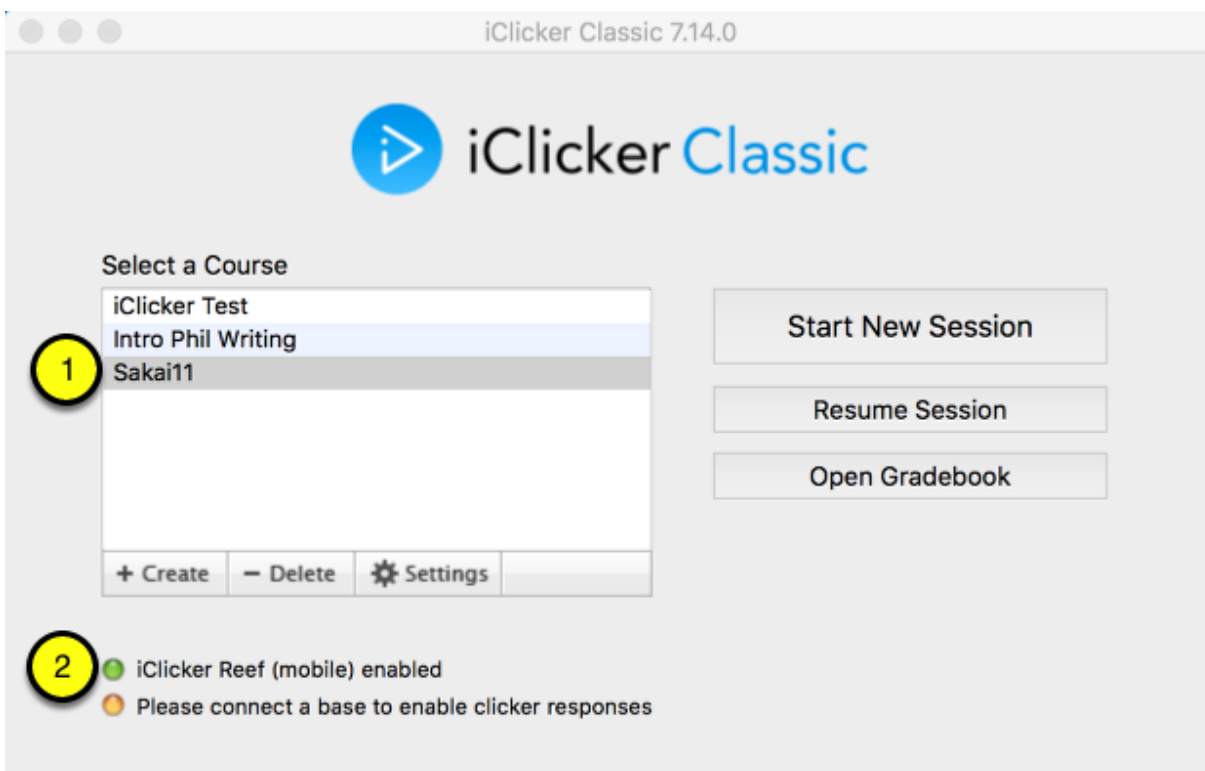 iClicker Classic 7.14.0
iClicker Classic
Select a Course
iClicker Test
Intro Phil Writing
1
Sakai11
+ Create
− Delete
Settings
Start New Session
Resume Session
Open Gradebook
2
iClicker Reef (mobile) enabled
Please connect a base to enable clicker responses